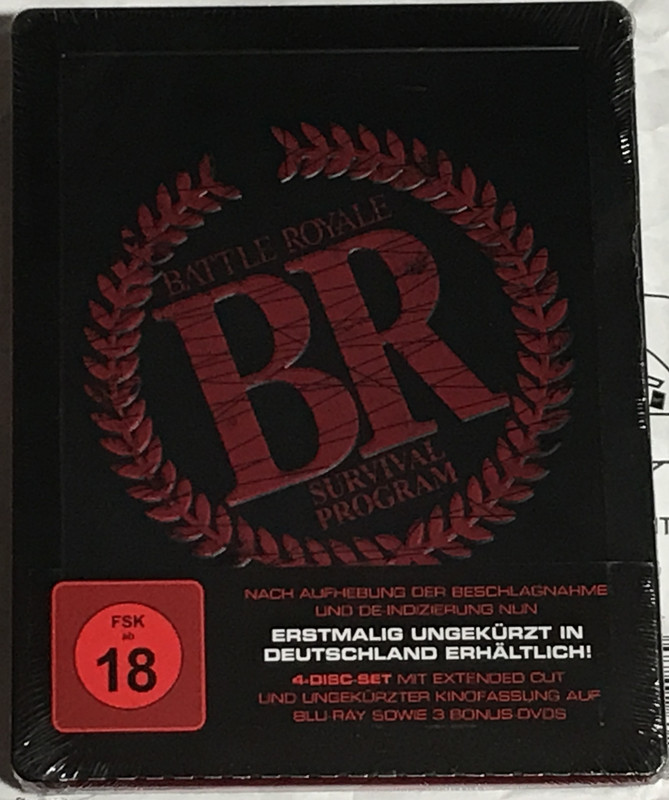 BATTLE ROYALE
BR
SURVIVAL
PROGRAM
FSK
ab
18
NACH AUFHEBUNG DER BESCHLAGNAHME
UND DE-INDIZIERUNG NUN
ERSTMALIG UNGEKÜRZT IN
DEUTSCHLAND ERHÄLTLICH!
4-DISC-SET MIT EXTENDED CUT
UND UNGEKÜRZTER KINOFASSUNG AUF
BLU-RAY SOWIE 3 BONUS-DVDS